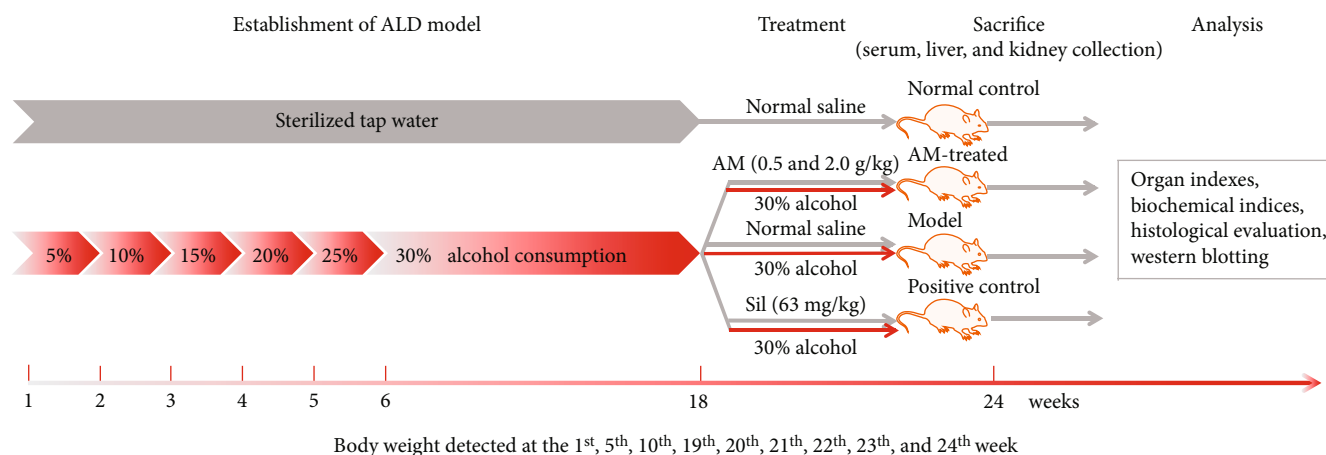 Establishment of ALD model
Treatment
Sacrifice
(serum, liver, and kidney collection)
Analysis
Sterilized tap water
Normal saline
Normal control
AM (0.5 and 2.0 g/kg)
30% alcohol
AM-treated
5% 10% 15% 20% 25% 30% alcohol consumption
Normal saline
30% alcohol
Model
Sil (63 mg/kg)
30% alcohol
Positive control
Organ indexes,
biochemical indices,
histological evaluation,
western blotting
1 2 3 4 5 6 18 24 weeks
Body weight detected at the 1st, 5th, 10th, 19th, 20th, 21th, 22th, 23th, and 24th week